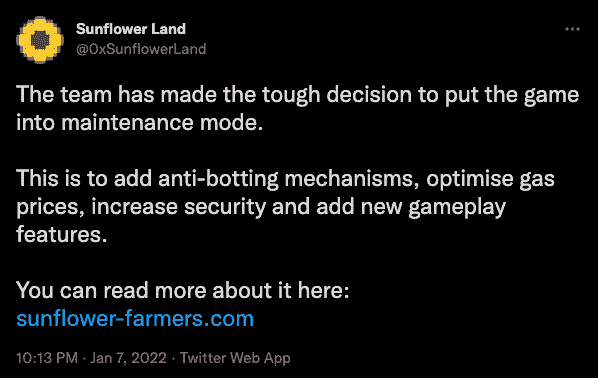 Sunflower Land
@0xSunflowerLand
The team has made the tough decision to put the game
into maintenance mode.
This is to add anti-botting mechanisms, optimise gas
prices, increase security and add new gameplay
features.
You can read more about it here:
sunflower-farmers.com
10:13 PM · Jan 7, 2022 · Twitter Web App